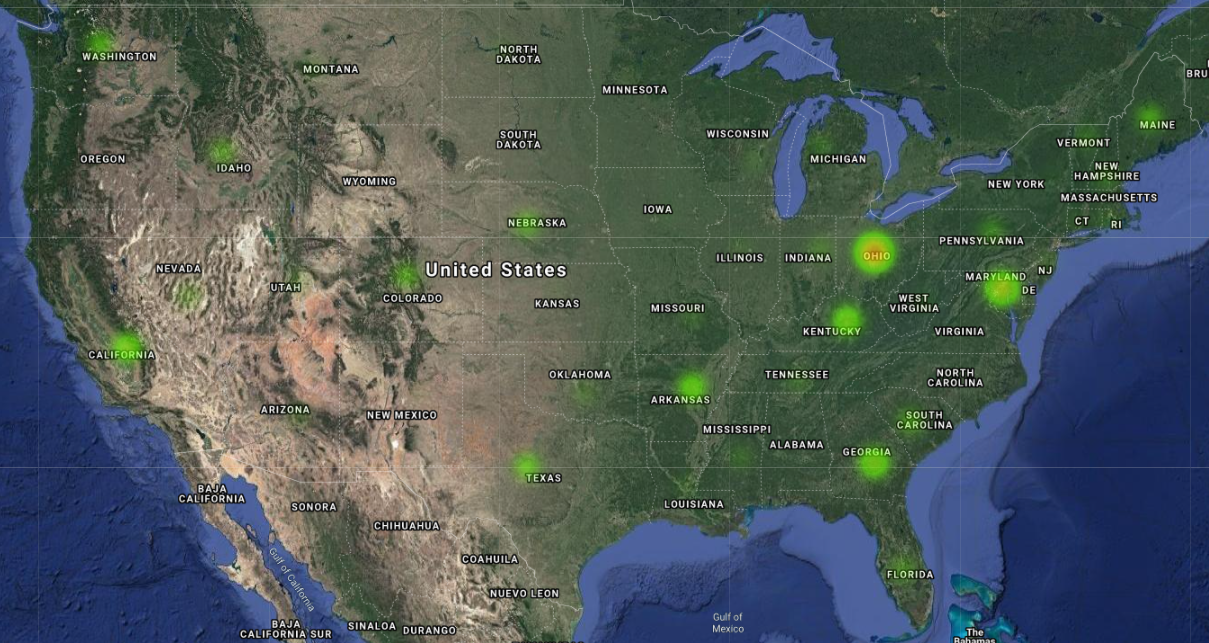 WASHINGTON
MONTANA
NORTH
DAKOTA
MINNESOTA
MAINE
OREGON
IDAHO
WYOMING
SOUTH
DAKOTA
WISCONSIN
MICHIGAN
VERMONT
NEW
HAMPSHIRE
NEW YORK
MASSACHUSETTS
CT
RI
NEBRASKA
IOWA
PENNSYLVANIA
NEVADA
UTAH
COLORADO
United States
KANSAS
ILLINOIS
INDIANA
OHIO
MARYLAND
NJ
DE
MISSOURI
WEST
VIRGINIA
KENTUCKY
VIRGINIA
CALIFORNIA
OKLAHOMA
TENNESSEE
NORTH
CAROLINA
ARIZONA
NEW MEXICO
ARKANSAS
MISSISSIPPI
ALABAMA
SOUTH
CAROLINA
GEORGIA
TEXAS
LOUISIANA
BAJA
CALIFORNIA
SONORA
CHIHUAHUA
COAHUILA
NUEVO LEON
Gulf of California
FLORIDA
BAJA
CALIFORNIA SUR
SINALOA
DURANGO
Gulf of
Mexico
The
Bahamas